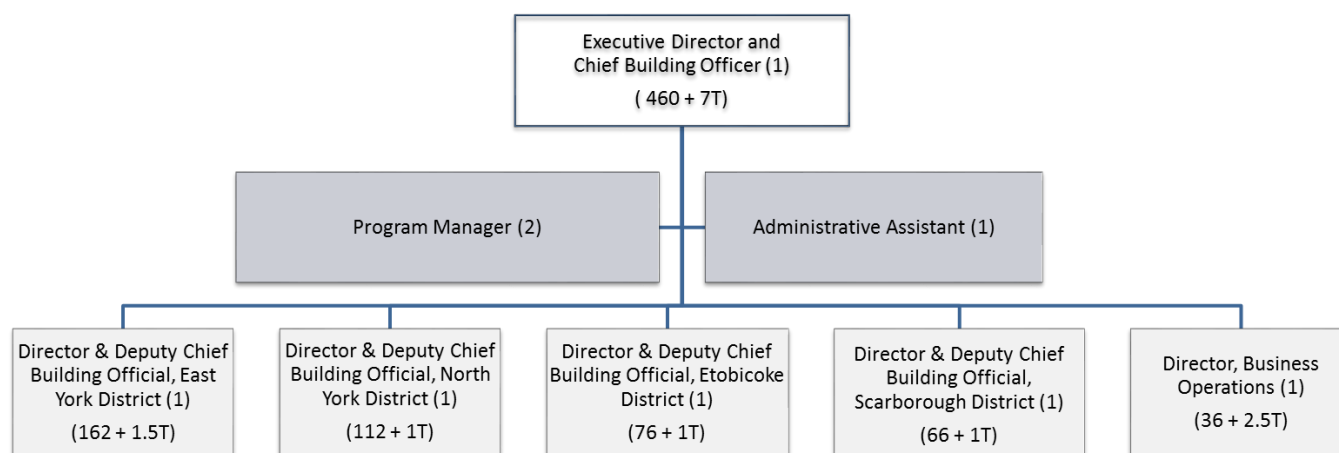 Executive Director and
Chief Building Officer (1)
( 460 + 7T)
Program Manager (2)
Administrative Assistant (1)
Director & Deputy Chief
Building Official, East
York District (1)
(162 + 1.5T)
Director & Deputy Chief
Building Official, North
York District (1)
(112 + 1T)
Director & Deputy Chief
Building Official, Etobicoke
District (1)
(76 + 1T)
Director & Deputy Chief
Building Official,
Scarborough District (1)
(66 + 1T)
Director, Business
Operations (1)
(36 + 2.5T)